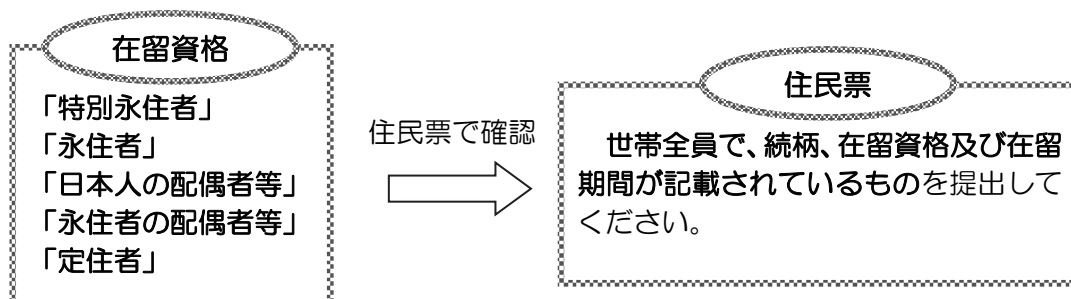 在留資格
「特別永住者」
「永住者」
「日本人の配偶者等」
「永住者の配偶者等」
「定住者」
住民票で確認
住民票
世帯全員で、続柄、在留資格及び在留
期間が記載されているものを提出して
ください。